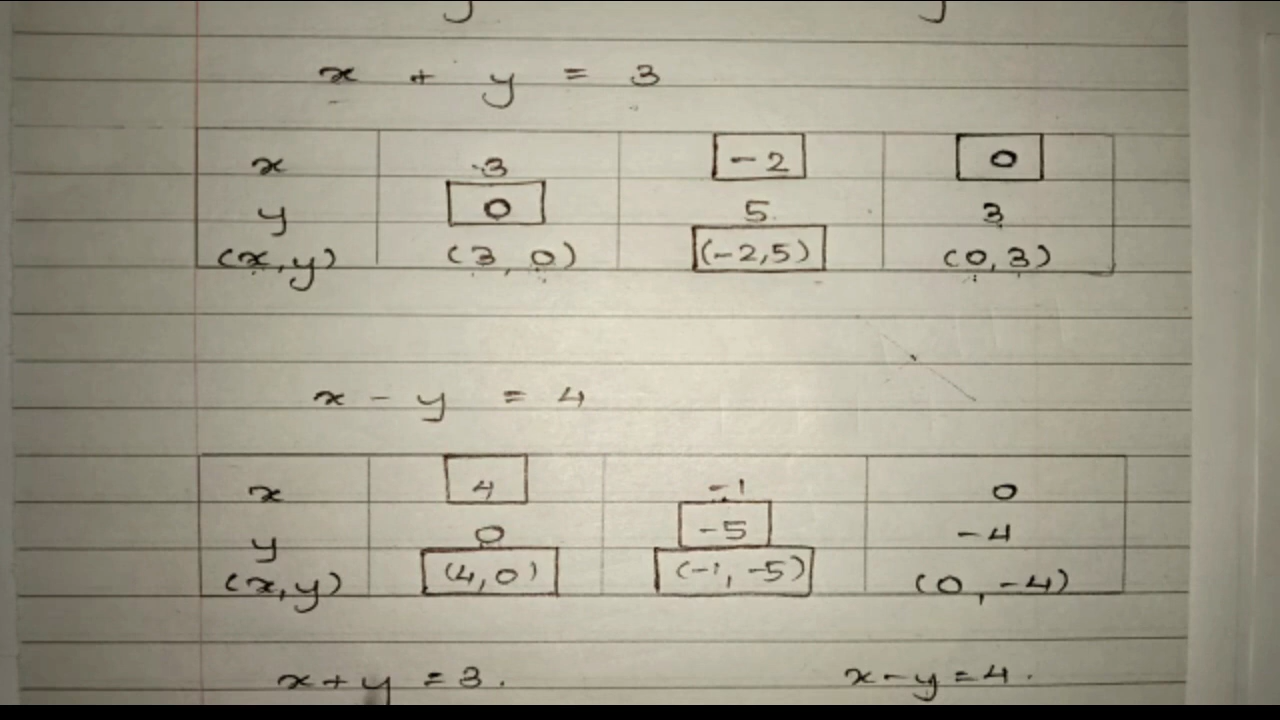 x + y = 3
x 3 -2 0
y 0 5 3
(x,y) (3,0) (-2,5) (0,3)
x - y = 4
x 4 -1 0
y 0 -5 -4
(x,y) (4,0) (-1,-5) (0,-4)
x+y=3. x-y=4.